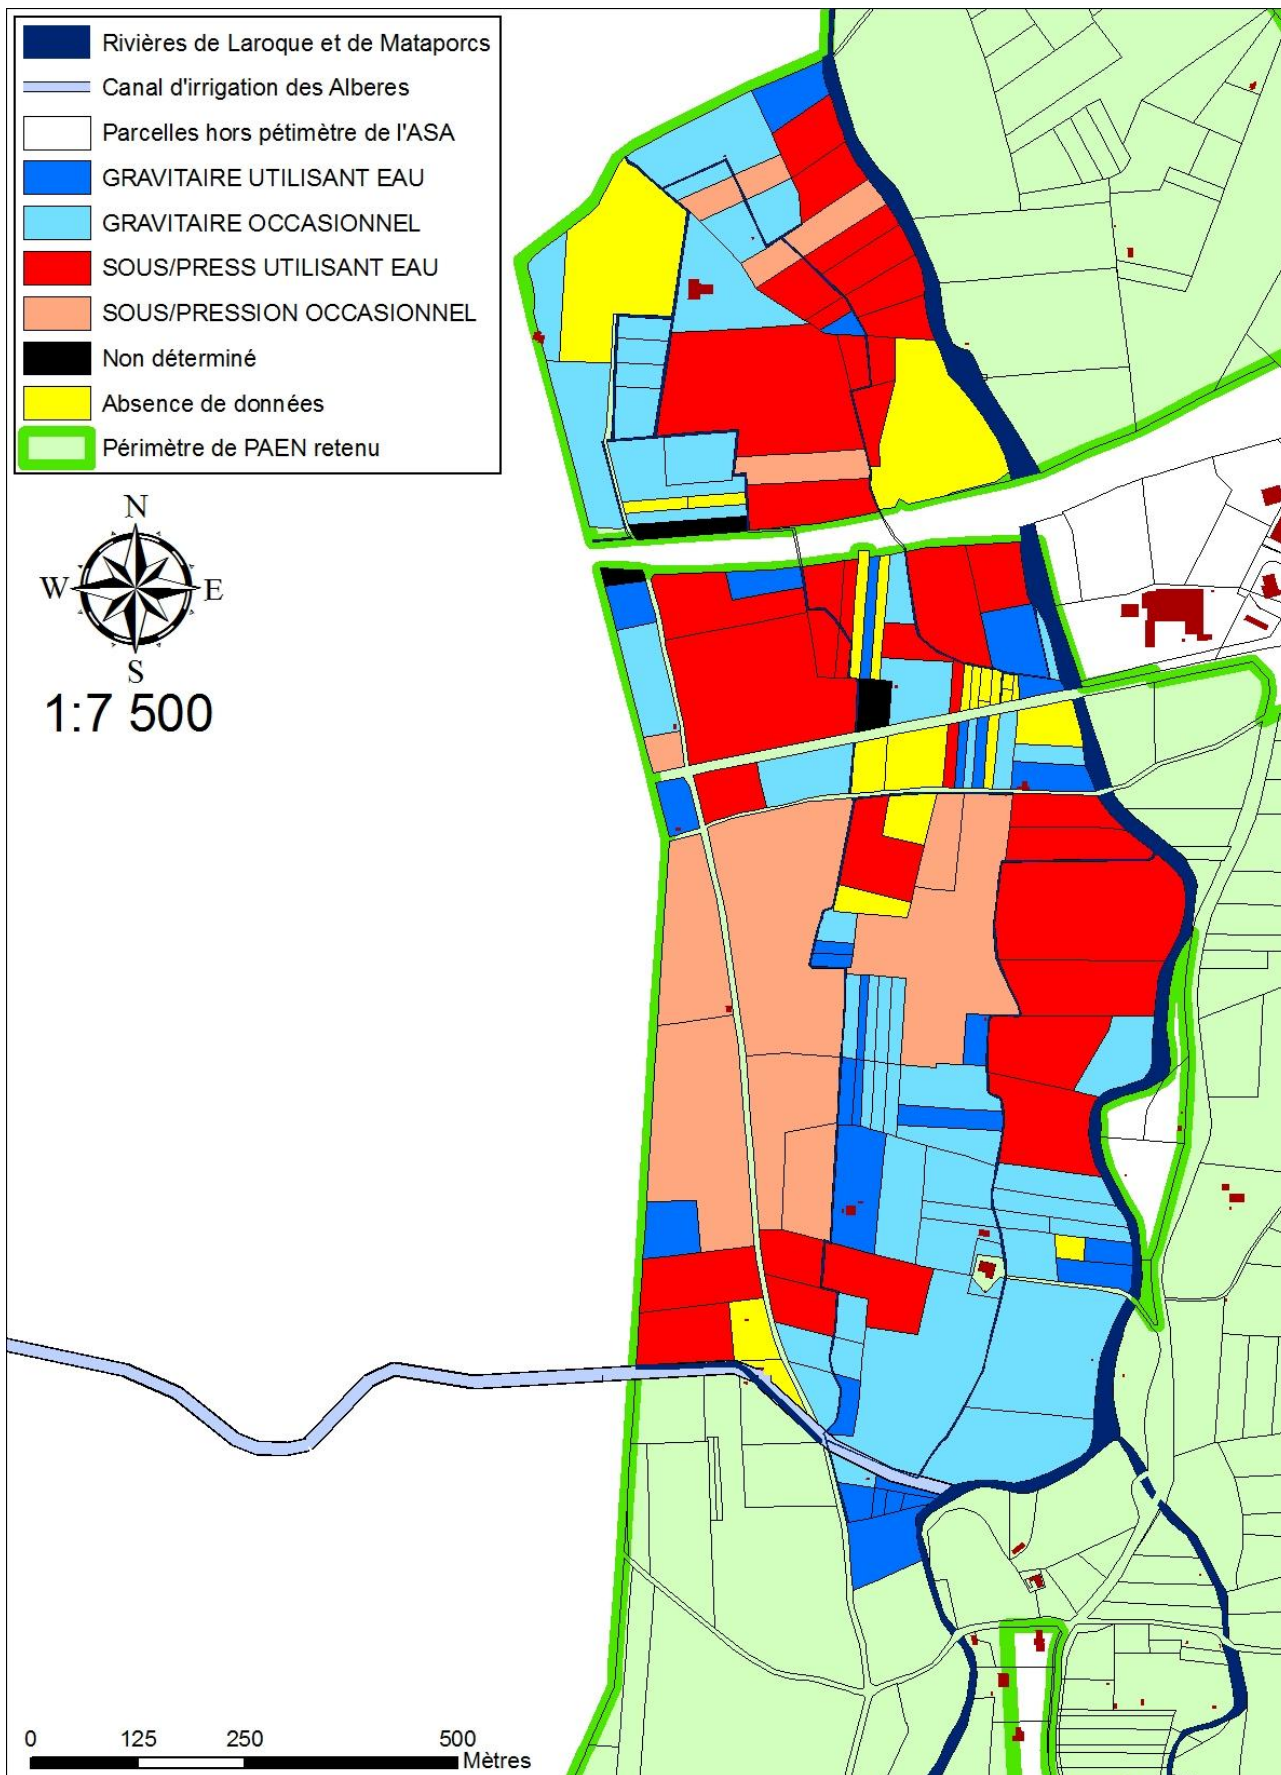 Rivières de Laroque et de Mataporcs
Canal d'irrigation des Alberes
Parcelles hors pétimètre de l'ASA
GRAVITAIRE UTILISANT EAU
GRAVITAIRE OCCASIONNEL
SOUS/PRESS UTILISANT EAU
SOUS/PRESSION OCCASIONNEL
Non déterminé
Absence de données
Périmètre de PAEN retenu
N
W E
S
1:7 500
0 125 250 500
Mètres